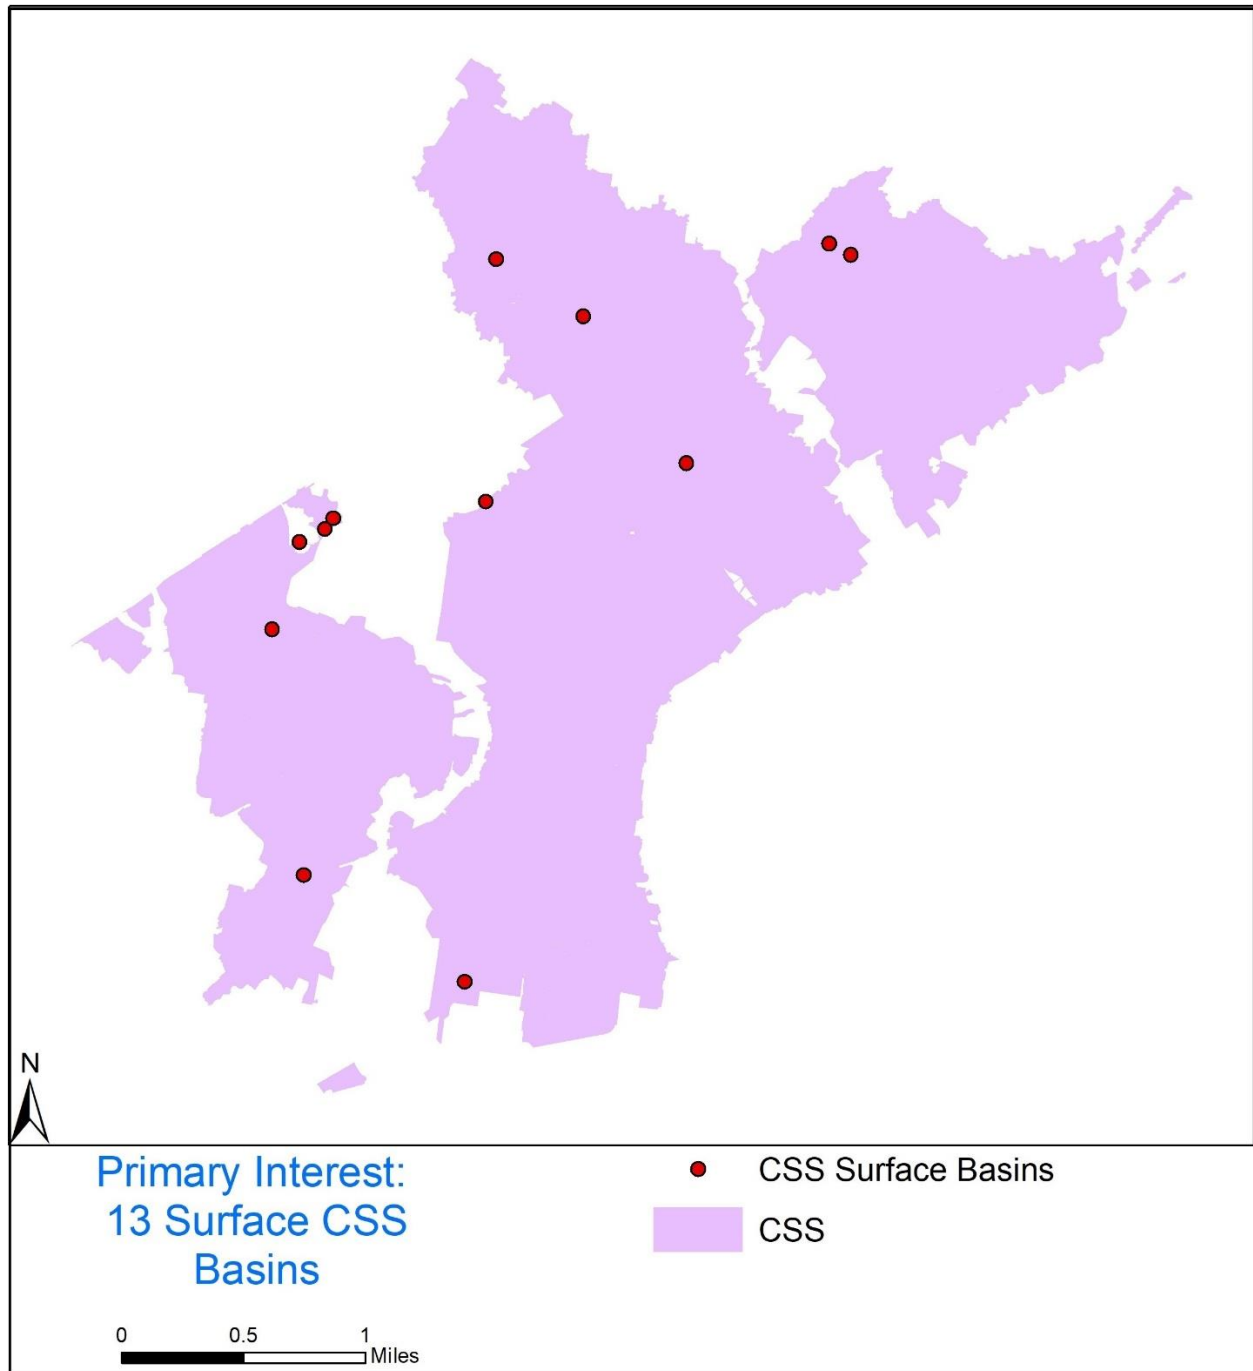 N
Primary Interest:
13 Surface CSS
Basins
0 0.5 1
Miles
CSS Surface Basins
CSS